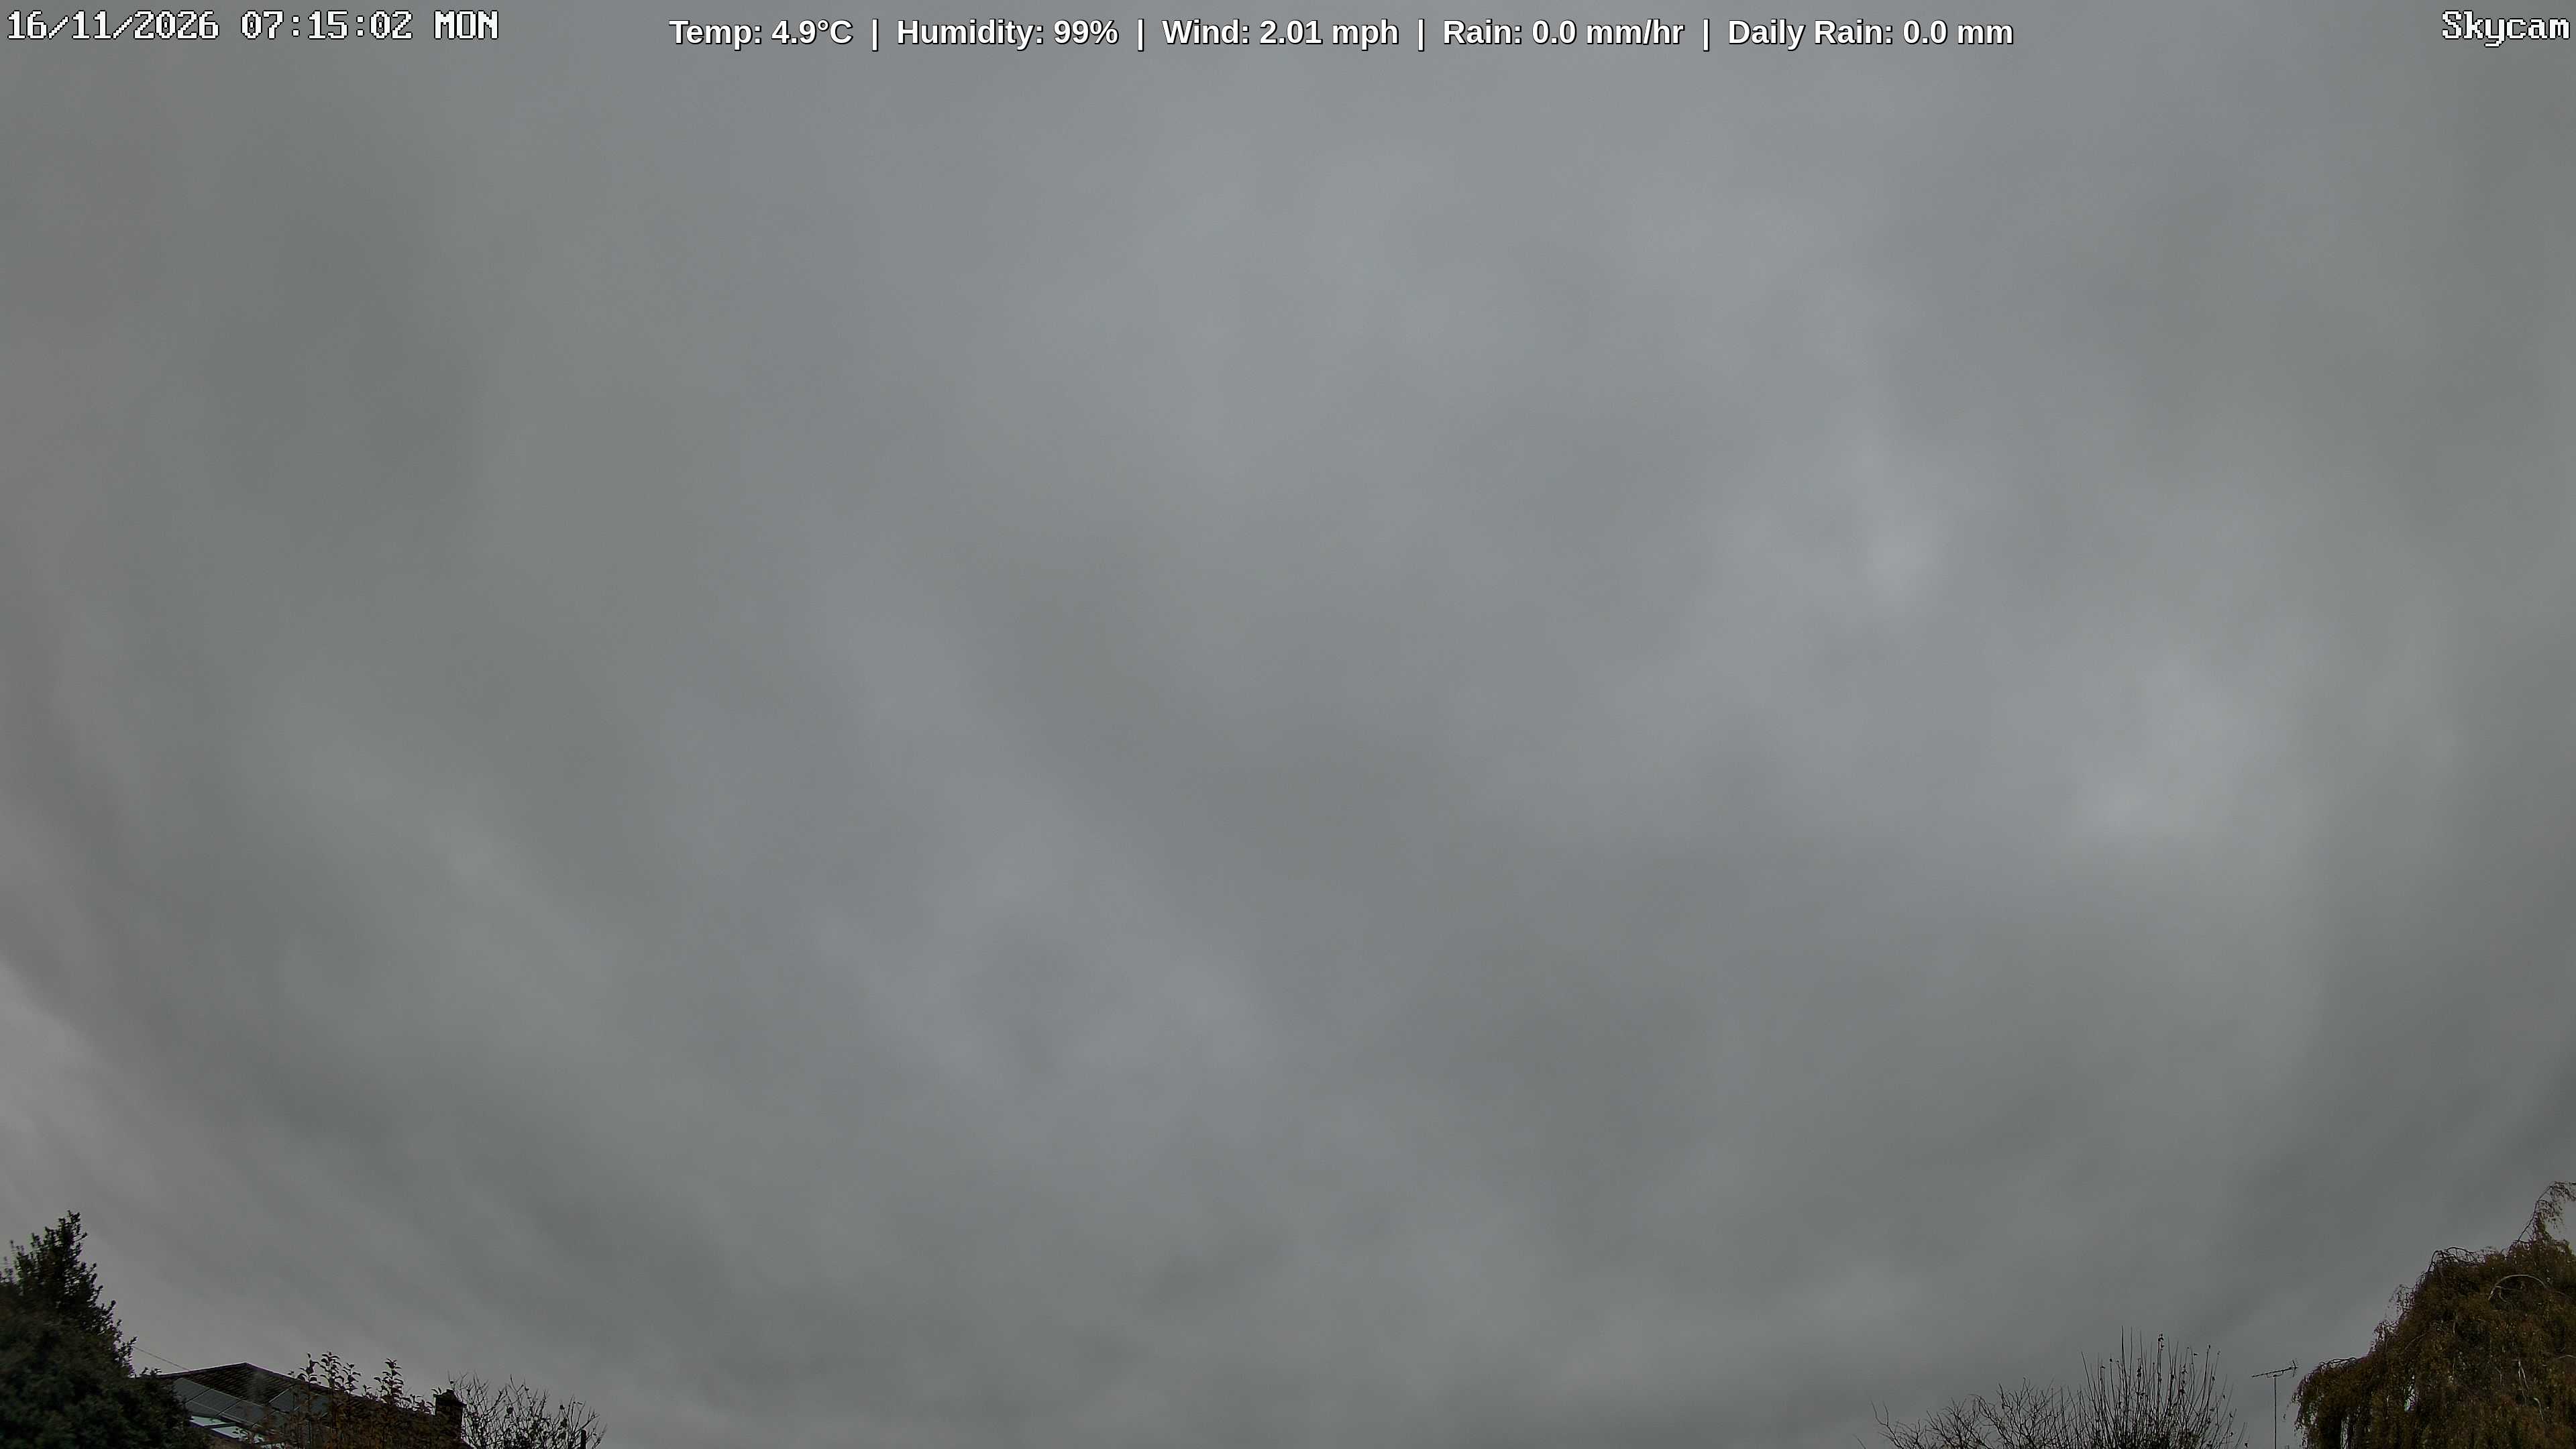 16/11/2026 07:15:02 MON
Temp: 4.9°C | Humidity: 99% | Wind: 2.01 mph | Rain: 0.0 mm/hr | Daily Rain: 0.0 mm
Skycam